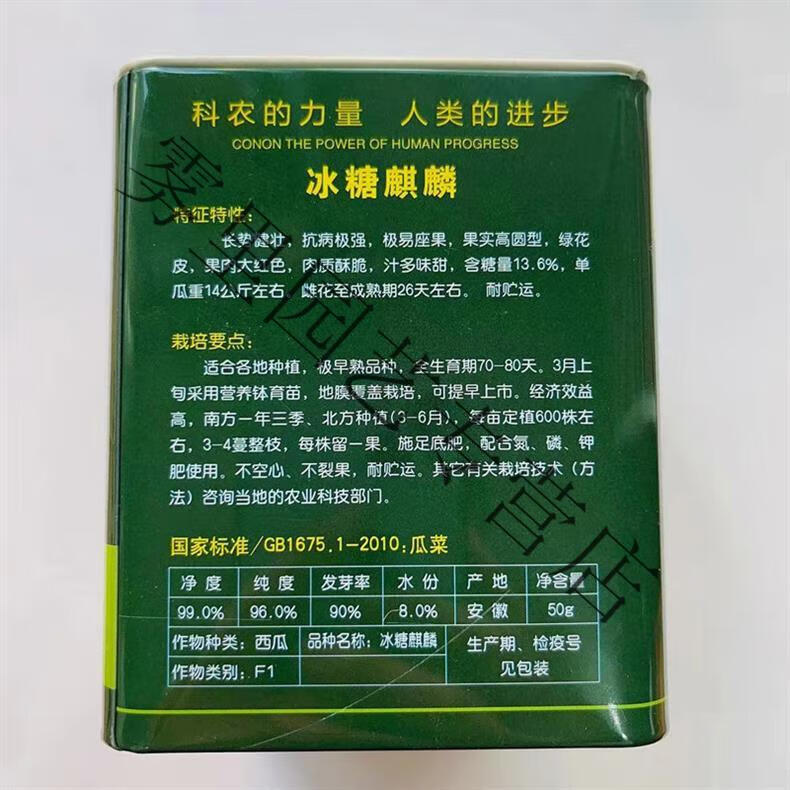 科农的力量 人类的进步
CONON THE POWER OF HUMAN PROGRESS
冰糖麒麟
特征特性:
长势健壮，抗病极强，极易座果，果实高圆型，绿花
皮，果肉大红色，肉质酥脆，汁多味甜，含糖量13.6%，单
瓜重14公斤左右，雌花至成熟期26天左右。耐贮运。
栽培要点:
适合各地种植，极早熟品种，全生育期70-80天。3月上
旬采用营养钵育苗，地膜覆盖栽培，可提早上市。经济效益
高，南方一年三季、北方种植(3-6月)，每亩定植600株左
右，3-4蔓整枝，每株留一果。施足底肥，配合氮、磷、钾
肥使用。不空心、不裂果，耐贮运。其它有关栽培技术（方
法）咨询当地的农业科技部门。
国家标准/GB1675.1-2010:瓜菜
净度 纯度 发芽率 水份 产地 净含量
99.0% 96.0% 90% 8.0% 安徽 50g
作物种类: 西瓜 品种名称: 冰糖麒麟 生产期、检疫号
作物类别: F1 见包装
雾里园艺专营店